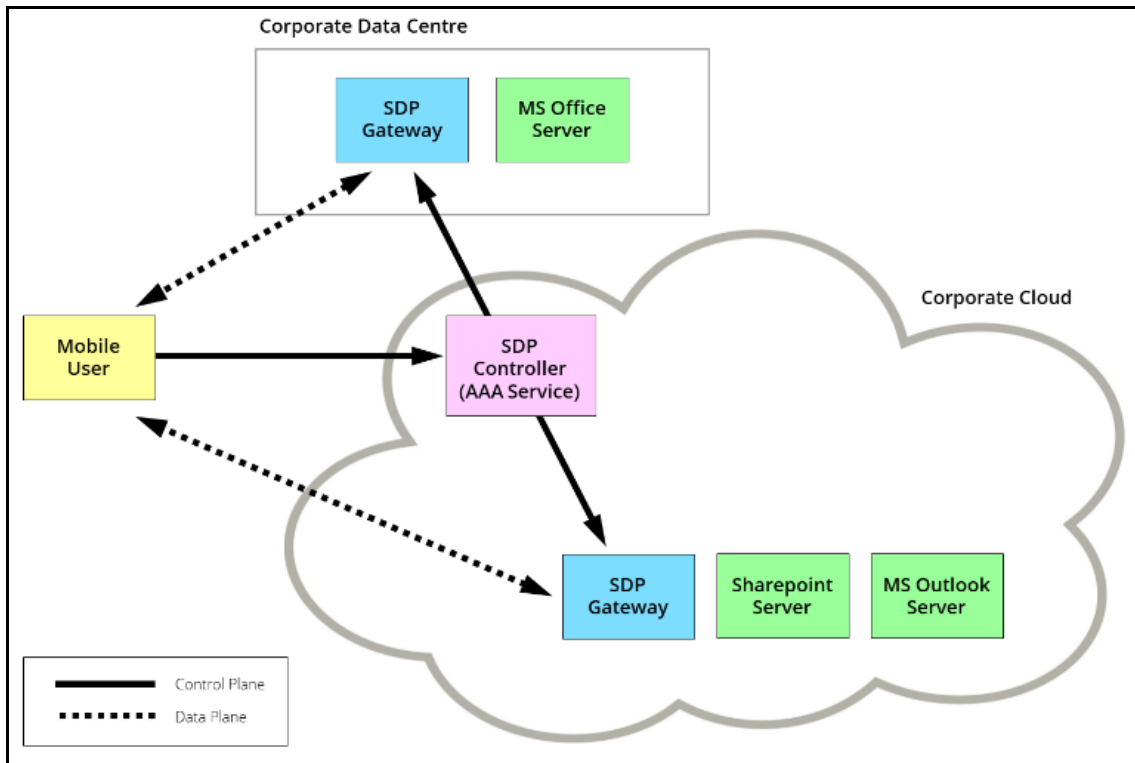 Corporate Data Centre
SDP
Gateway
MS Office
Server
Corporate Cloud
Mobile
User
SDP
Controller
(AAA Service)
SDP
Gateway
Sharepoint
Server
MS Outlook
Server
Control Plane
Data Plane